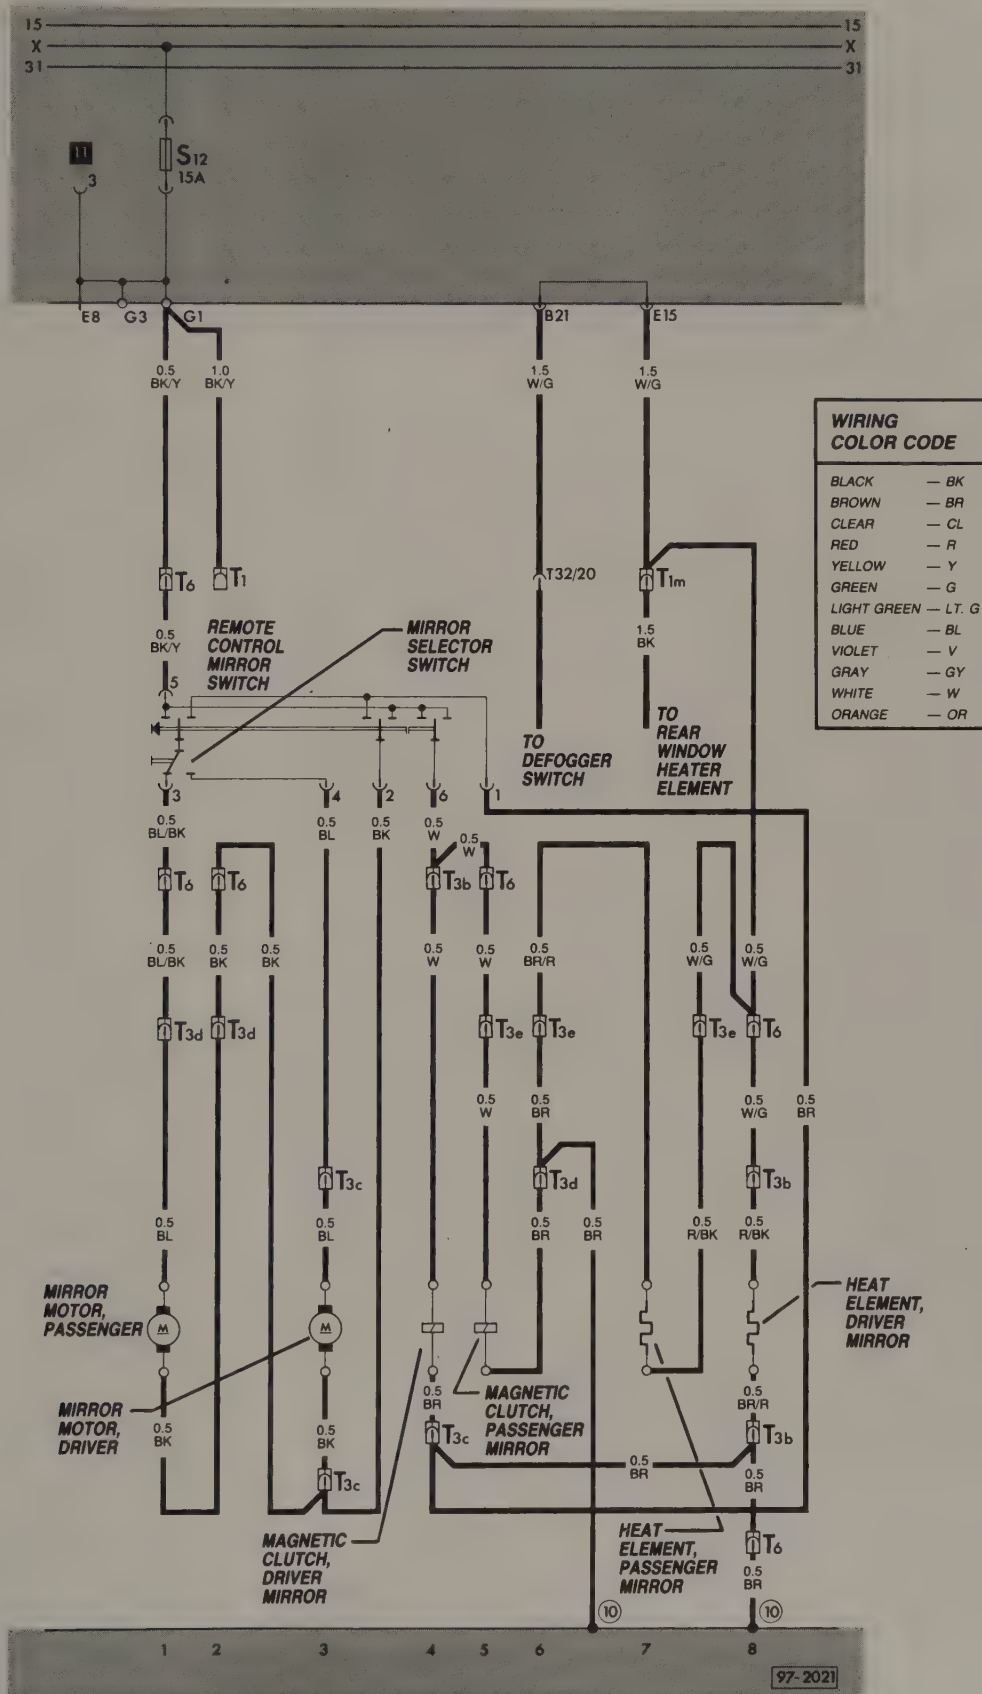 15
15
X
X
31
31
11
S12
15A
3
E8
G3
G1
B21
E15
0.5
BK/Y
1.0
BK/Y
1.5
W/G
1.5
W/G
WIRING
COLOR CODE
BLACK — BK
BROWN — BR
CLEAR — CL
RED — R
YELLOW — Y
GREEN — G
LIGHT GREEN — LT. G
BLUE — BL
VIOLET — V
GRAY — GY
WHITE — W
ORANGE — OR
T6
T1
T32/20
T1m
0.5
BK/Y
REMOTE
CONTROL
MIRROR
SWITCH
MIRROR
SELECTOR
SWITCH
1.5
BK
5
TO
DEFOGGER
SWITCH
TO
REAR
WINDOW
HEATER
ELEMENT
3
4
2
6
1
0.5
BL/BK
0.5
BL
0.5
BK
0.5
W
0.5
W
T6
T6
T3b
T6
0.5
BL/BK
0.5
BK
0.5
BK
0.5
W
0.5
W
0.5
BR/R
0.5
W/G
0.5
W/G
T3d
T3d
T3e
T3e
T3e
T6
0.5
W
0.5
BR
0.5
W/G
0.5
BR
T3c
T3d
T3b
0.5
BL
0.5
BL
0.5
BR
0.5
BR
0.5
R/BK
0.5
R/BK
MIRROR
MOTOR,
PASSENGER
M
M
HEAT
ELEMENT,
DRIVER
MIRROR
MIRROR
MOTOR,
DRIVER
0.5
BK
0.5
BK
0.5
BR
MAGNETIC
CLUTCH,
PASSENGER
MIRROR
0.5
BR/R
T3c
T3b
T3c
0.5
BR
0.5
BR
MAGNETIC
CLUTCH,
DRIVER
MIRROR
HEAT
ELEMENT,
PASSENGER
MIRROR
T6
0.5
BR
10
10
1
2
3
4
5
6
7
8
97-2021